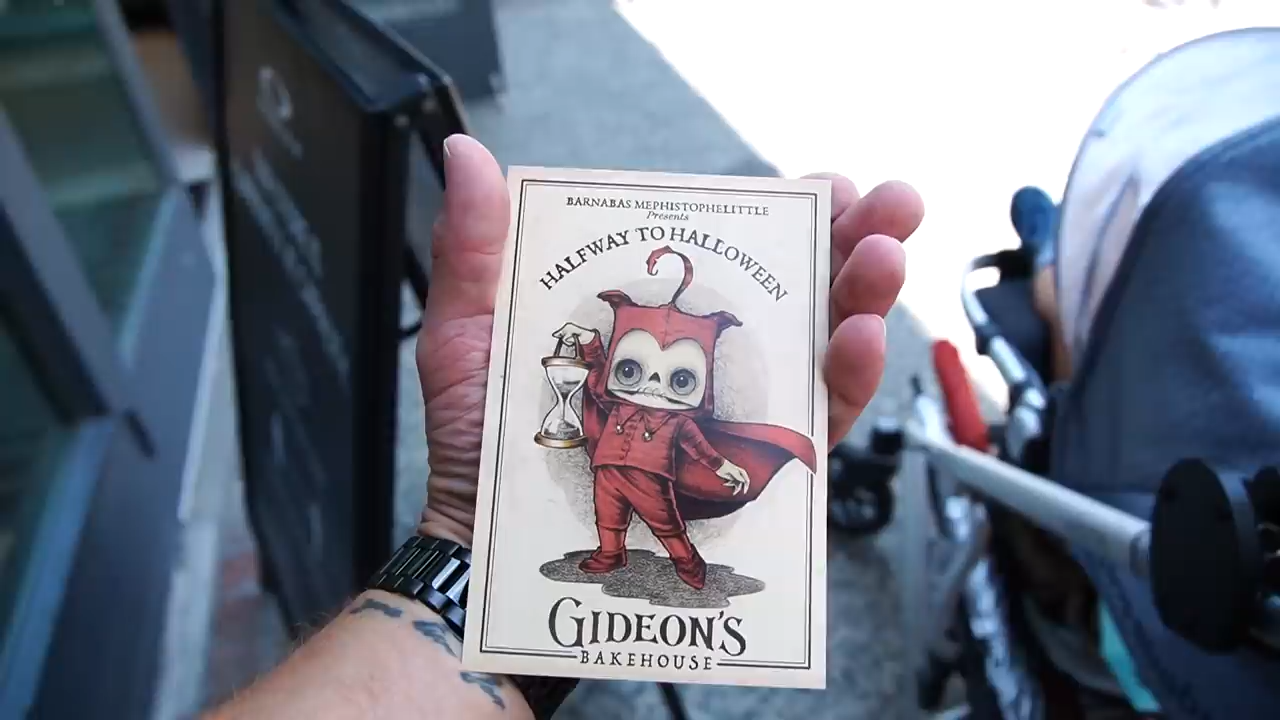 BARNABAS MEPHISTOPHELITTLE
Presents
HALFWAY TO HALLOWEEN
GIDEON'S
BAKEHOUSE